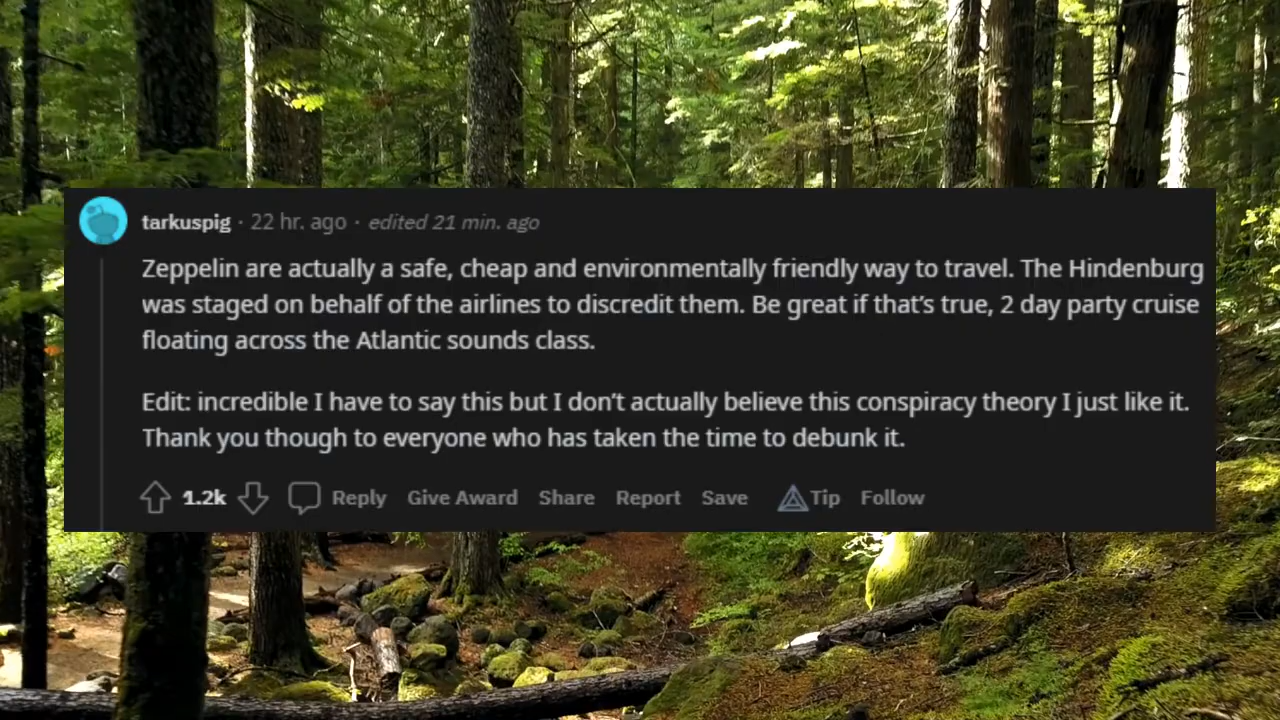 tarkuspig · 22 hr. ago · edited 21 min. ago
Zeppelin are actually a safe, cheap and environmentally friendly way to travel. The Hindenburg
was staged on behalf of the airlines to discredit them. Be great if that's true, 2 day party cruise
floating across the Atlantic sounds class.
Edit: incredible I have to say this but I don't actually believe this conspiracy theory I just like it.
Thank you though to everyone who has taken the time to debunk it.
1.2k Reply Give Award Share Report Save Tip Follow